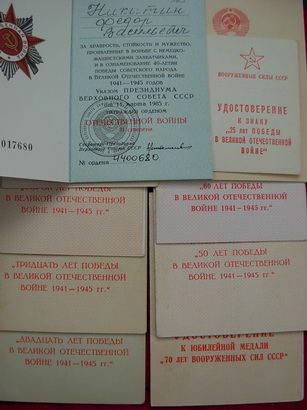 Никитин
Федор
Васильевич
ЗА ХРАБРОСТЬ, СТОЙКОСТЬ И МУЖЕСТВО,
ПРОЯВЛЕННЫЕ В БОРЬБЕ С НЕМЕЦКО-
ФАШИСТСКИМИ ЗАХВАТЧИКАМИ,
И В ОЗНАМЕНОВАНИЕ 40-ЛЕТИЯ
ПОБЕДЫ СОВЕТСКОГО НАРОДА
В ВЕЛИКОЙ ОТЕЧЕСТВЕННОЙ ВОЙНЕ
1941—1945 ГОДОВ
Указом ПРЕЗИДИУМА
ВЕРХОВНОГО СОВЕТА СССР
от 11 марта 1985 г.
НАГРАЖДЕН ОРДЕНОМ
ОТЕЧЕСТВЕННОЙ ВОЙНЫ
II СТЕПЕНИ
№ ордена 4400680
017680
ВООРУЖЕННЫЕ СИЛЫ СССР
УДОСТОВЕРЕНИЕ
К ЗНАКУ
"25 ЛЕТ ПОБЕДЫ
В ВЕЛИКОЙ ОТЕЧЕСТВЕННОЙ
ВОЙНЕ"
ПОБЕДЫ
В ВЕЛИКОЙ ОТЕЧЕСТВЕННОЙ
ВОЙНЕ 1941—1945 гг."
"60 ЛЕТ ПОБЕДЫ
В ВЕЛИКОЙ ОТЕЧЕСТВЕННОЙ
ВОЙНЕ 1941—1945 гг."
"ТРИДЦАТЬ ЛЕТ ПОБЕДЫ
В ВЕЛИКОЙ ОТЕЧЕСТВЕННОЙ
ВОЙНЕ 1941—1945 гг."
"50 ЛЕТ ПОБЕДЫ
В ВЕЛИКОЙ ОТЕЧЕСТВЕННОЙ
ВОЙНЕ 1941—1945 гг."
"ДВАДЦАТЬ ЛЕТ ПОБЕДЫ
В ВЕЛИКОЙ ОТЕЧЕСТВЕННОЙ
ВОЙНЕ 1941—1945 гг."
УДОСТОВЕРЕНИЕ
К ЮБИЛЕЙНОЙ МЕДАЛИ
"70 ЛЕТ ВООРУЖЕННЫХ СИЛ СССР"